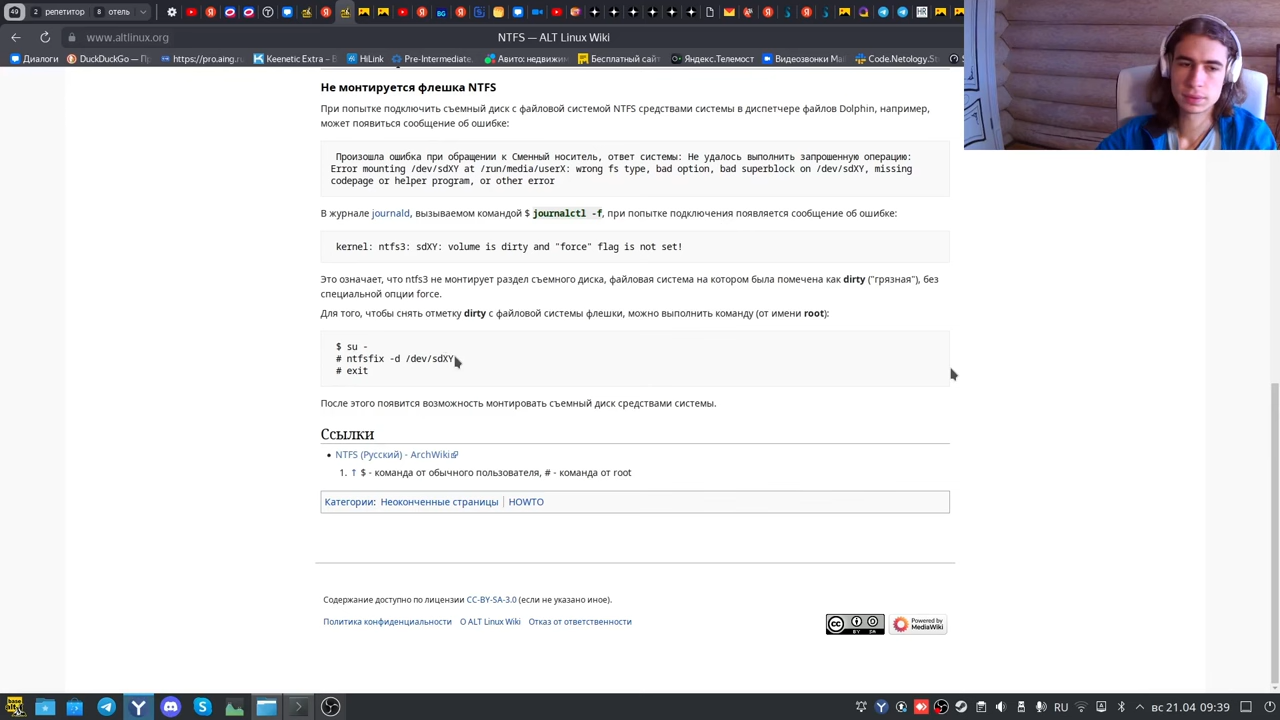 49
2
8
www.altlinux.org
NTFS — ALT Linux Wiki
Диалоги
DuckDuckGo — П
https://pro.aing.ru
Keenetic Extra – В
HiLink
Pre-Intermediate.
Авито: недвижим
Бесплатный сайт
Яндекс.Телемост
Видеозвонки Ма
Code.Netology.St
Не монтируется флешка NTFS
При попытке подключить съемный диск с файловой системой NTFS средствами системы в диспетчере файлов Dolphin, например,
может появиться сообщение об ошибке:
Произошла ошибка при обращении к Сменный носитель, ответ системы: Не удалось выполнить запрошенную операцию:
Error mounting /dev/sdXY at /run/media/userX: wrong fs type, bad option, bad superblock on /dev/sdXY, missing
codepage or helper program, or other error
В журнале journald, вызываемом командой $ journalctl -f, при попытке подключения появляется сообщение об ошибке:
kernel: ntfs3: sdXY: volume is dirty and "force" flag is not set!
Это означает, что ntfs3 не монтирует раздел съемного диска, файловая система на котором была помечена как dirty ("грязная"), без
специальной опции force.
Для того, чтобы снять отметку dirty с файловой системы флешки, можно выполнить команду (от имени root):
$ su -
# ntfsfix -d /dev/sdXY
# exit
После этого появится возможность монтировать съемный диск средствами системы.
Ссылки
• NTFS (Русский) - ArchWiki
1. ↑ $ - команда от обычного пользователя, # - команда от root
Категории: Неоконченные страницы | HOWTO
Содержание доступно по лицензии CC-BY-SA-3.0 (если не указано иное).
Политика конфиденциальности О ALT Linux Wiki Отказ от ответственности
BY SA
Powered by
MediaWiki
RU
вс 21.04
09:39